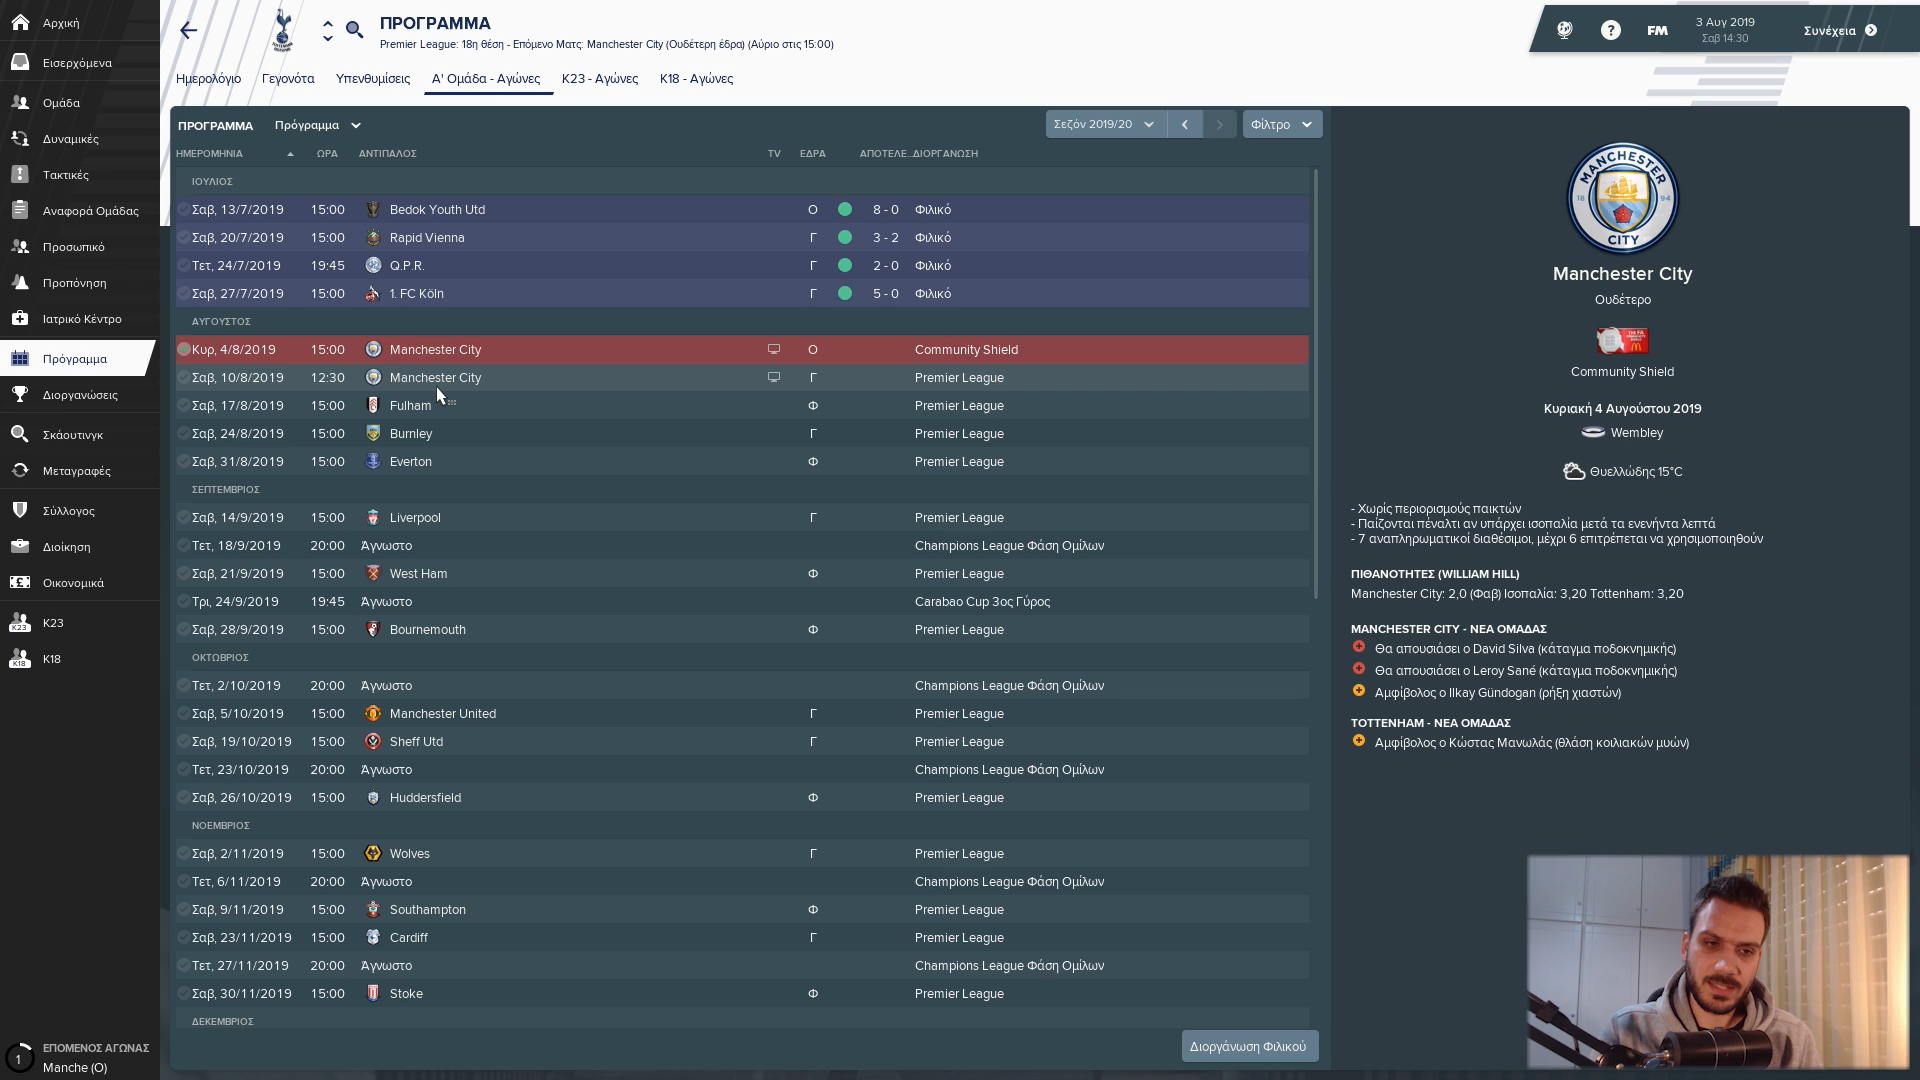 Αρχική
Εισερχόμενα
Ομάδα
Δυναμικές
Τακτικές
Αναφορά Ομάδας
Προσωπικό
Προπόνηση
Ιατρικό Κέντρο
Πρόγραμμα
Διοργανώσεις
Σκάουτινγκ
Μεταγραφές
Σύλλογος
Διοίκηση
Οικονομικά
K23 K23
K18 K18
1 ΕΠΟΜΕΝΟΣ ΑΓΩΝΑΣ
Manche (Ο)
ΠΡΟΓΡΑΜΜΑ
Premier League: 18η θέση - Επόμενο Ματς: Manchester City (Ουδέτερη έδρα) (Αύριο στις 15:00)
? FM 3 Αυγ 2019
Σαβ 14:30
Συνέχεια
Ημερολόγιο Γεγονότα Υπενθυμίσεις Α' Ομάδα - Αγώνες Κ23 - Αγώνες Κ18 - Αγώνες
ΠΡΟΓΡΑΜΜΑ Πρόγραμμα Σεζόν 2019/20 Φίλτρο
ΗΜΕΡΟΜΗΝΙΑ ΩΡΑ ΑΝΤΙΠΑΛΟΣ TV ΕΔΡΑ ΑΠΟΤΕΛΕ... ΔΙΟΡΓΑΝΩΣΗ
ΙΟΥΛΙΟΣ
Σαβ, 13/7/2019 15:00 Bedok Youth Utd Ο 8 - 0 Φιλικό
Σαβ, 20/7/2019 15:00 Rapid Vienna Γ 3 - 2 Φιλικό
Τετ, 24/7/2019 19:45 Q.P.R. Γ 2 - 0 Φιλικό
Σαβ, 27/7/2019 15:00 1. FC Köln Γ 5 - 0 Φιλικό
ΑΥΓΟΥΣΤΟΣ
Κυρ, 4/8/2019 15:00 Manchester City Ο Community Shield
Σαβ, 10/8/2019 12:30 Manchester City Γ Premier League
Σαβ, 17/8/2019 15:00 Fulham Φ Premier League
Σαβ, 24/8/2019 15:00 Burnley Γ Premier League
Σαβ, 31/8/2019 15:00 Everton Φ Premier League
ΣΕΠΤΕΜΒΡΙΟΣ
Σαβ, 14/9/2019 15:00 Liverpool Γ Premier League
Τετ, 18/9/2019 20:00 Άγνωστο Champions League Φάση Ομίλων
Σαβ, 21/9/2019 15:00 West Ham Φ Premier League
Τρι, 24/9/2019 19:45 Άγνωστο Carabao Cup 3ος Γύρος
Σαβ, 28/9/2019 15:00 Bournemouth Φ Premier League
ΟΚΤΩΒΡΙΟΣ
Τετ, 2/10/2019 20:00 Άγνωστο Champions League Φάση Ομίλων
Σαβ, 5/10/2019 15:00 Manchester United Γ Premier League
Σαβ, 19/10/2019 15:00 Sheff Utd Γ Premier League
Τετ, 23/10/2019 20:00 Άγνωστο Champions League Φάση Ομίλων
Σαβ, 26/10/2019 15:00 Huddersfield Φ Premier League
ΝΟΕΜΒΡΙΟΣ
Σαβ, 2/11/2019 15:00 Wolves Γ Premier League
Τετ, 6/11/2019 20:00 Άγνωστο Champions League Φάση Ομίλων
Σαβ, 9/11/2019 15:00 Southampton Φ Premier League
Σαβ, 23/11/2019 15:00 Cardiff Γ Premier League
Τετ, 27/11/2019 20:00 Άγνωστο Champions League Φάση Ομίλων
Σαβ, 30/11/2019 15:00 Stoke Φ Premier League
ΔΕΚΕΜΒΡΙΟΣ
Διοργάνωση Φιλικού
MANCHESTER
18 94
CITY
Manchester City
Ουδέτερο
Community Shield
Κυριακή 4 Αυγούστου 2019
Wembley
Θυελλώδης 15°C
- Χωρίς περιορισμούς παικτών
- Παίζονται πέναλτι αν υπάρχει ισοπαλία μετά τα ενενήντα λεπτά
- 7 αναπληρωματικοί διαθέσιμοι, μέχρι 6 επιτρέπεται να χρησιμοποιηθούν
ΠΙΘΑΝΟΤΗΤΕΣ (WILLIAM HILL)
Manchester City: 2,0 (Φαβ) Ισοπαλία: 3,20 Tottenham: 3,20
MANCHESTER CITY - ΝΕΑ ΟΜΑΔΑΣ
Θα απουσιάσει ο David Silva (κάταγμα ποδοκνημικής)
Θα απουσιάσει ο Leroy Sané (κάταγμα ποδοκνημικής)
Αμφίβολος ο Ilkay Gündogan (ρήξη χιαστών)
TOTTENHAM - ΝΕΑ ΟΜΑΔΑΣ
Αμφίβολος ο Κώστας Μανωλάς (θλάση κοιλιακών μυών)